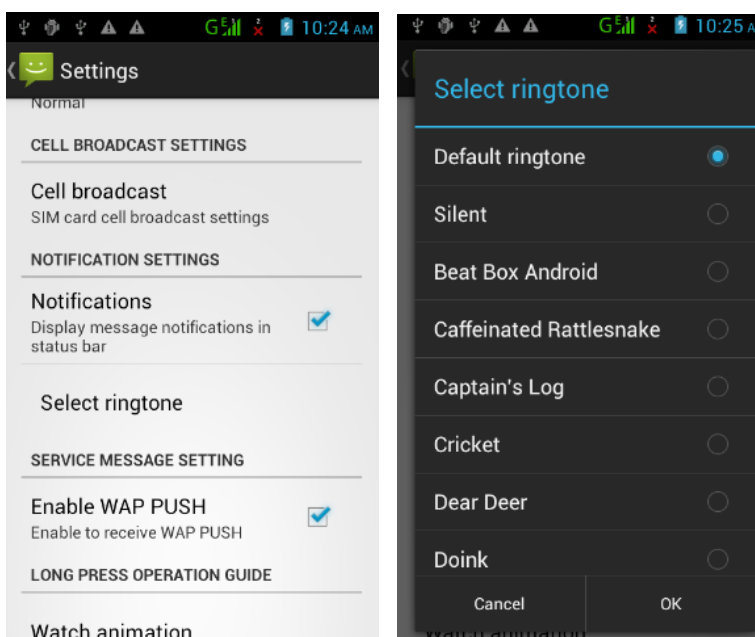 10:24 AM
Settings
Normal
CELL BROADCAST SETTINGS
Cell broadcast
SIM card cell broadcast settings
NOTIFICATION SETTINGS
Notifications
Display message notifications in
status bar
Select ringtone
SERVICE MESSAGE SETTING
Enable WAP PUSH
Enable to receive WAP PUSH
LONG PRESS OPERATION GUIDE
Watch animation
10:25 A
Select ringtone
Default ringtone
Silent
Beat Box Android
Caffeinated Rattlesnake
Captain's Log
Cricket
Dear Deer
Doink
Cancel OK
Watch animation